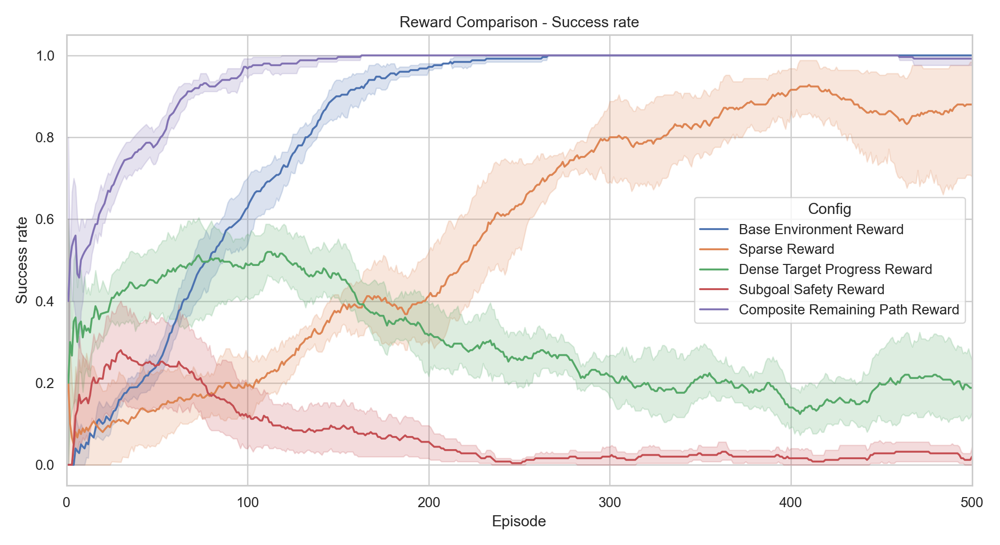 Reward Comparison - Success rate
1.0
0.8
0.6
0.4
0.2
0.0
Success rate
0 100 200 300 400 500
Episode
Config
Base Environment Reward
Sparse Reward
Dense Target Progress Reward
Subgoal Safety Reward
Composite Remaining Path Reward